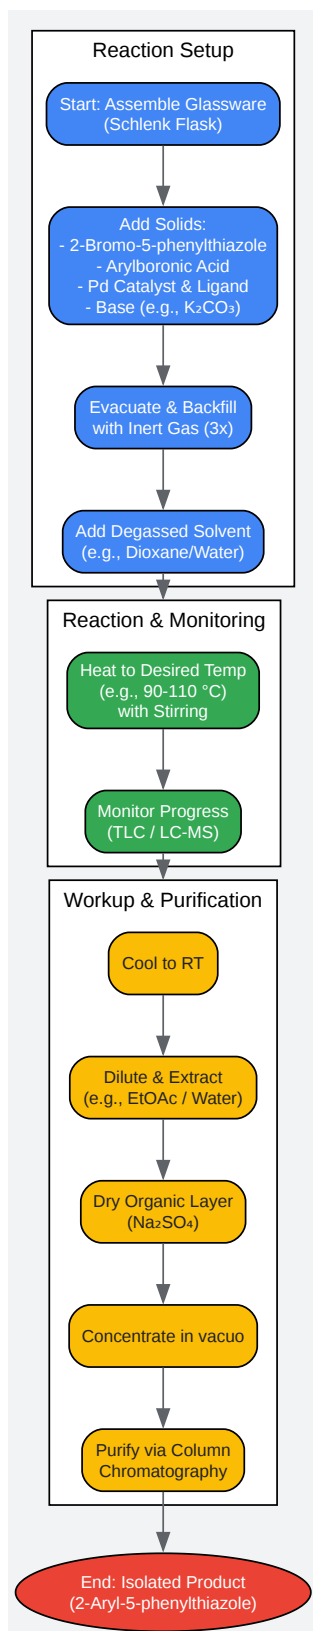 Reaction Setup
Start: Assemble Glassware
(Schlenk Flask)
Add Solids:
- 2-Bromo-5-phenylthiazole
- Arylboronic Acid
- Pd Catalyst & Ligand
- Base (e.g., K₂CO₃)
Evacuate & Backfill
with Inert Gas (3x)
Add Degassed Solvent
(e.g., Dioxane/Water)
Reaction & Monitoring
Heat to Desired Temp
(e.g., 90-110 °C)
with Stirring
Monitor Progress
(TLC / LC-MS)
Workup & Purification
Cool to RT
Dilute & Extract
(e.g., EtOAc / Water)
Dry Organic Layer
(Na₂SO₄)
Concentrate in vacuo
Purify via Column
Chromatography
End: Isolated Product
(2-Aryl-5-phenylthiazole)